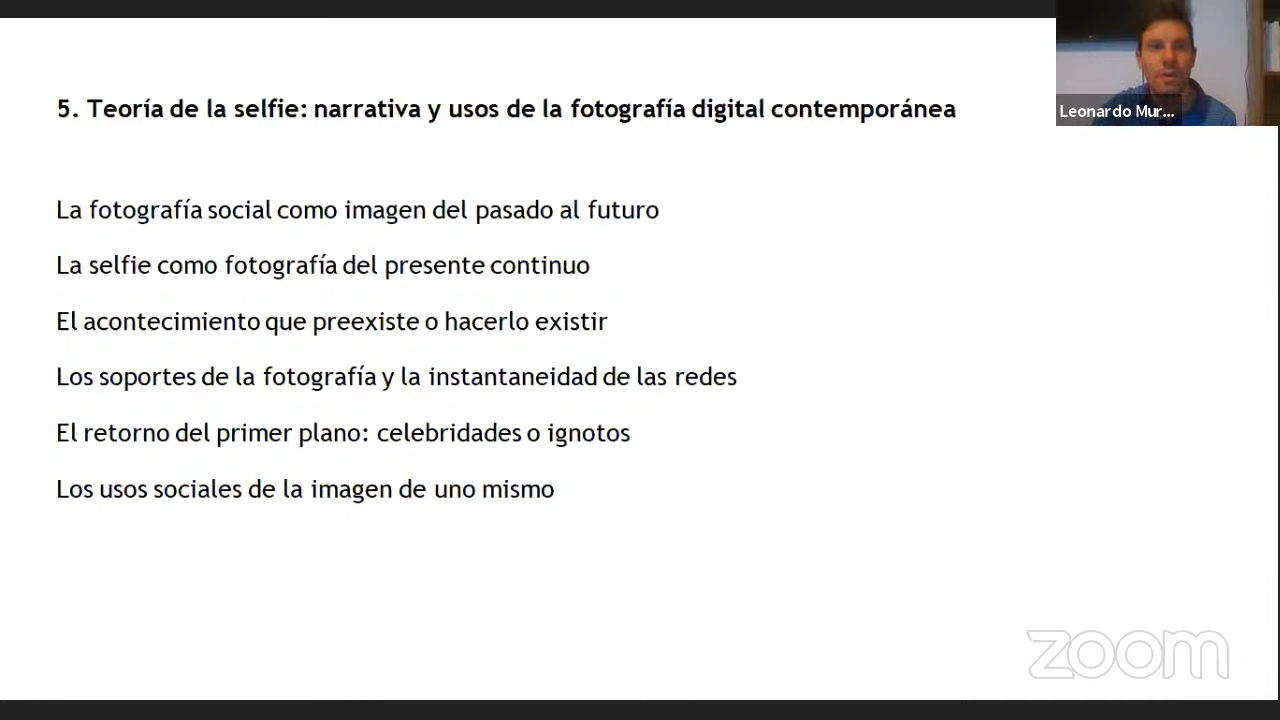 5. Teoría de la selfie: narrativa y usos de la fotografía digital contemporánea
Leonardo Mur...
La fotografía social como imagen del pasado al futuro
La selfie como fotografía del presente continuo
El acontecimiento que preexiste o hacerlo existir
Los soportes de la fotografía y la instantaneidad de las redes
El retorno del primer plano: celebridades o ignotos
Los usos sociales de la imagen de uno mismo
zoom